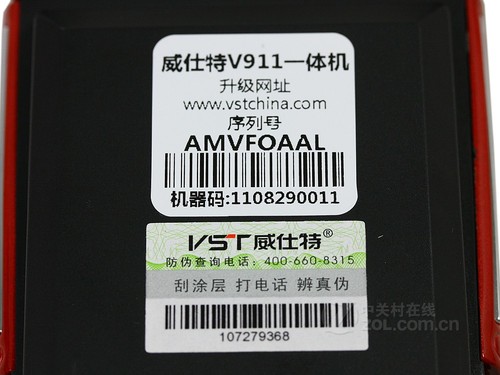 威仕特V911一体机
升级网址
www.vstchina.com
序列号
AMVFOAAL
机器码:1108290011
VST威仕特®
防伪查询电话：400-660-8315
刮涂层 打电话 辨真伪
107279368
中关村在线
ZOL.com.cn